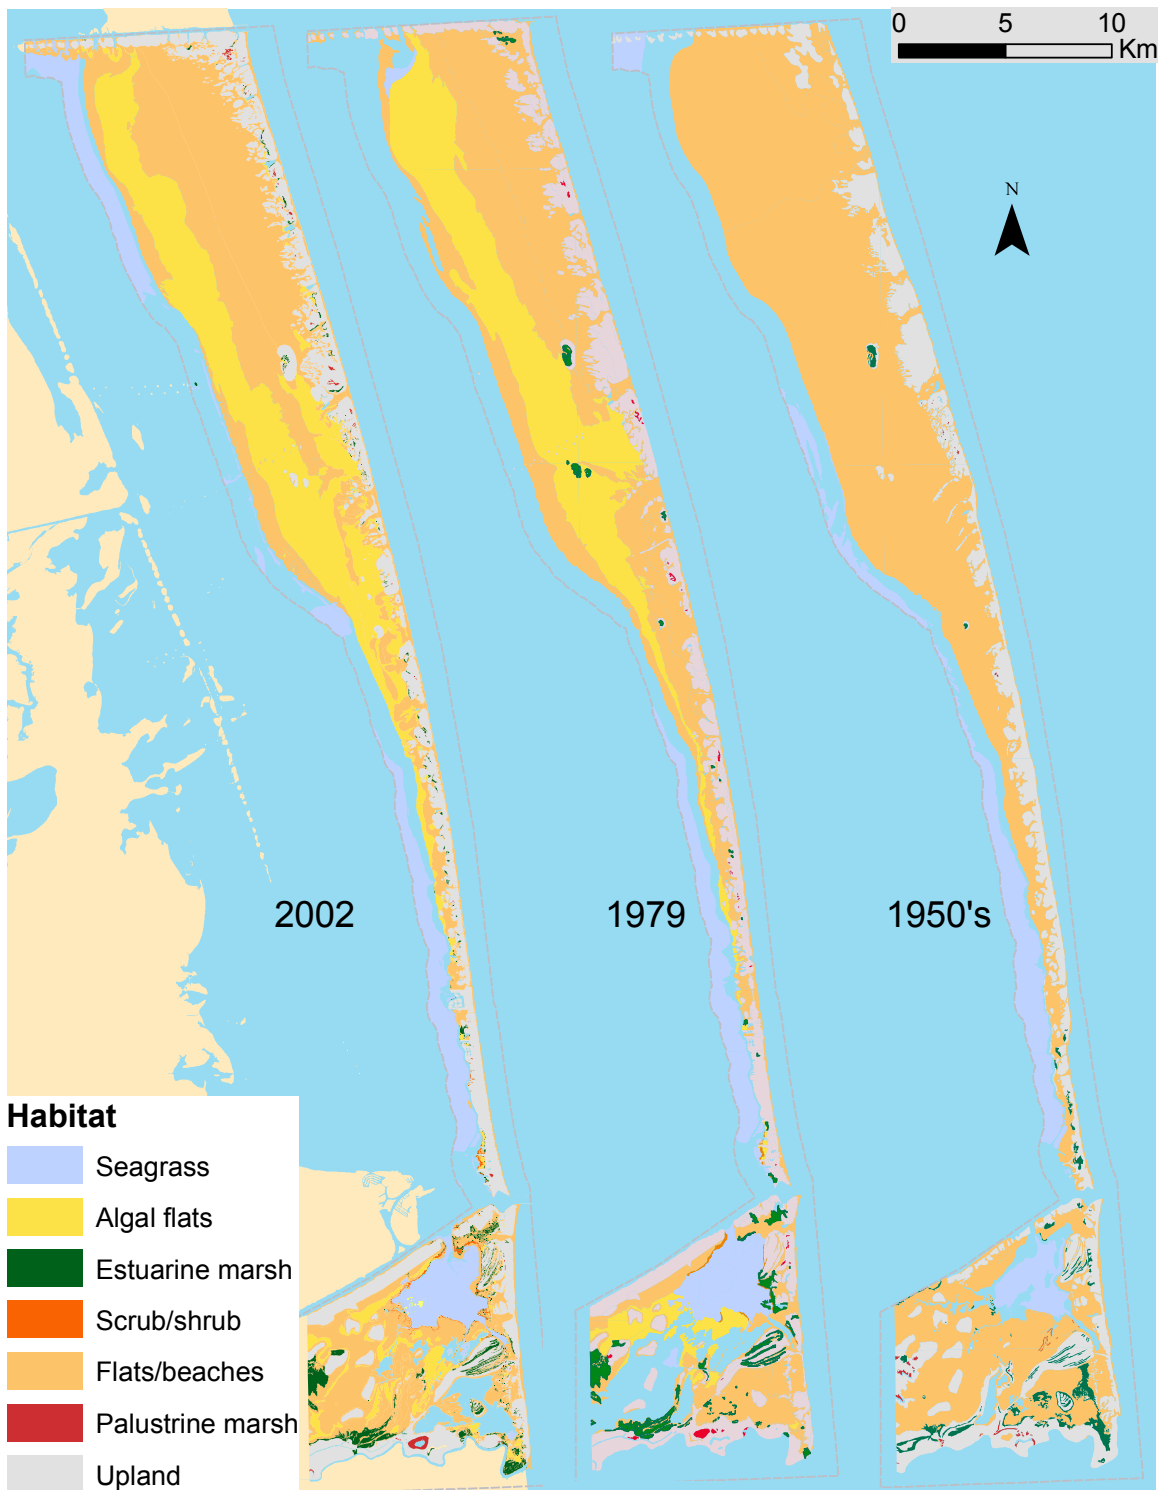 0 5 10
Km
N
2002 1979 1950's
Habitat
Seagrass
Algal flats
Estuarine marsh
Scrub/shrub
Flats/beaches
Palustrine marsh
Upland